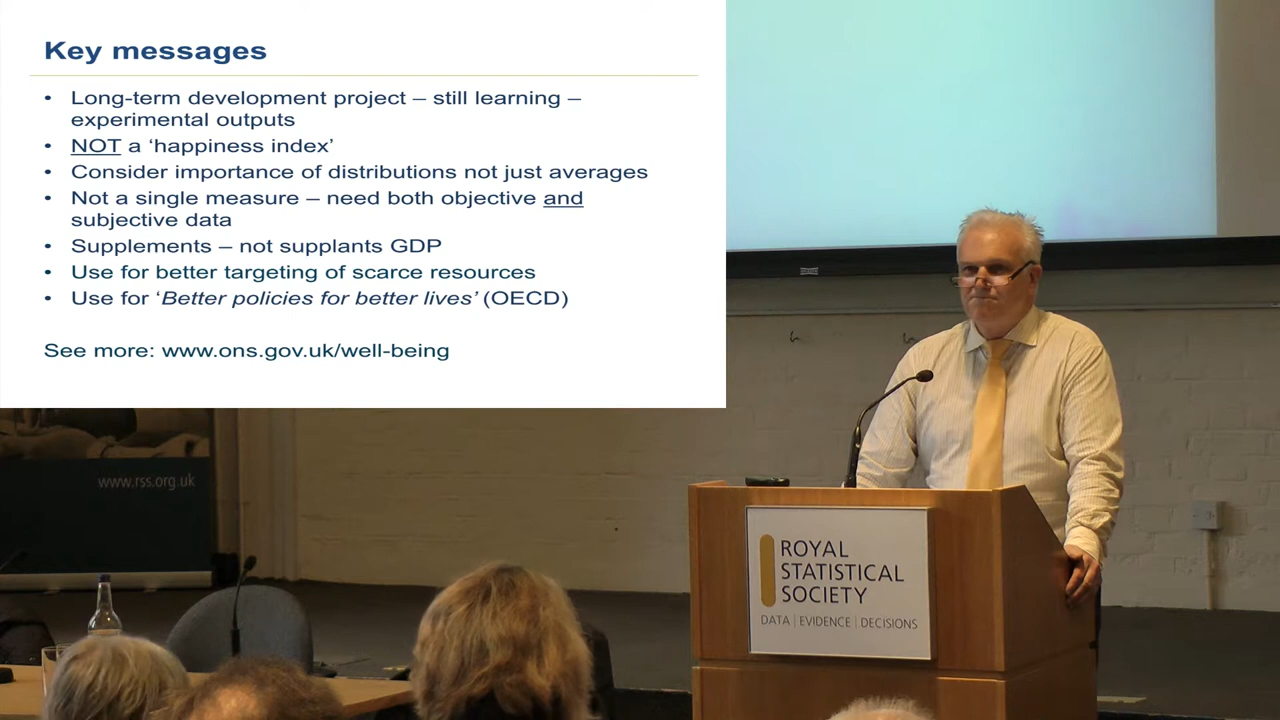 Key messages
• Long-term development project – still learning –
experimental outputs
• NOT a ‘happiness index’
• Consider importance of distributions not just averages
• Not a single measure – need both objective and
subjective data
• Supplements – not supplants GDP
• Use for better targeting of scarce resources
• Use for ‘Better policies for better lives’ (OECD)
See more: www.ons.gov.uk/well-being
www.rss.org.uk
ROYAL
STATISTICAL
SOCIETY
DATA | EVIDENCE | DECISIONS